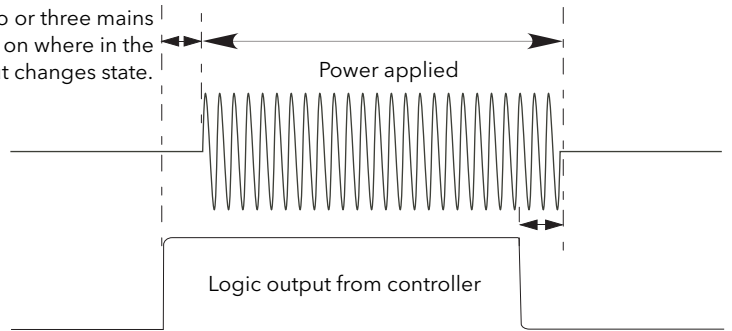 o or three mains
on where in the
t changes state.
Power applied
Logic output from controller